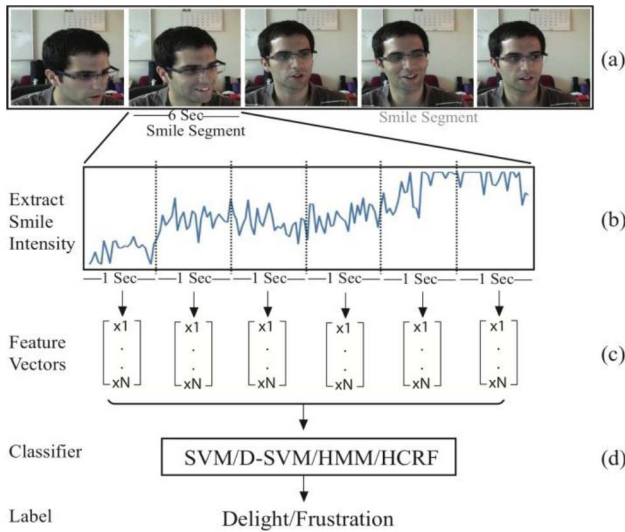 (a)
6 Sec
Smile Segment
Smile Segment
Extract
Smile
Intensity
(b)
1 Sec 1 Sec 1 Sec 1 Sec 1 Sec 1 Sec
Feature
Vectors
x1 x1 x1 x1 x1 x1
. . . . . .
. . . . . .
xN xN xN xN xN xN
(c)
Classifier
SVM/D-SVM/HMM/HCRF
(d)
Label
Delight/Frustration